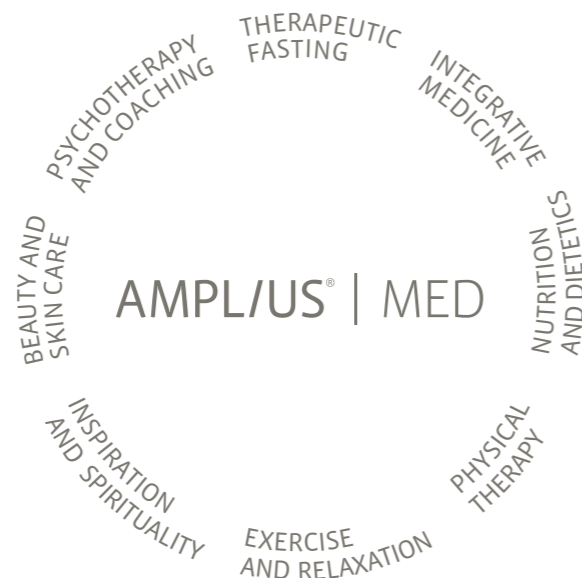 THERAPEUTIC
FASTING
INTEGRATIVE
MEDICINE
NUTRITION
AND DIETETICS
PHYSICAL
THERAPY
EXERCISE
AND RELAXATION
INSPIRATION
AND SPIRITUALITY
BEAUTY AND
SKIN CARE
PSYCHOTHERAPY
AND COACHING
AMPL/US® | MED